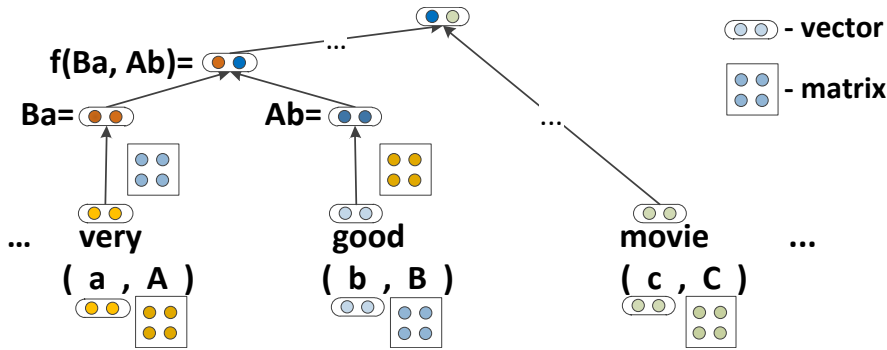 ...
- vector
f(Ba, Ab)=
- matrix
Ba=
Ab=
...
... very good movie ...
( a , A ) ( b , B ) ( c , C )